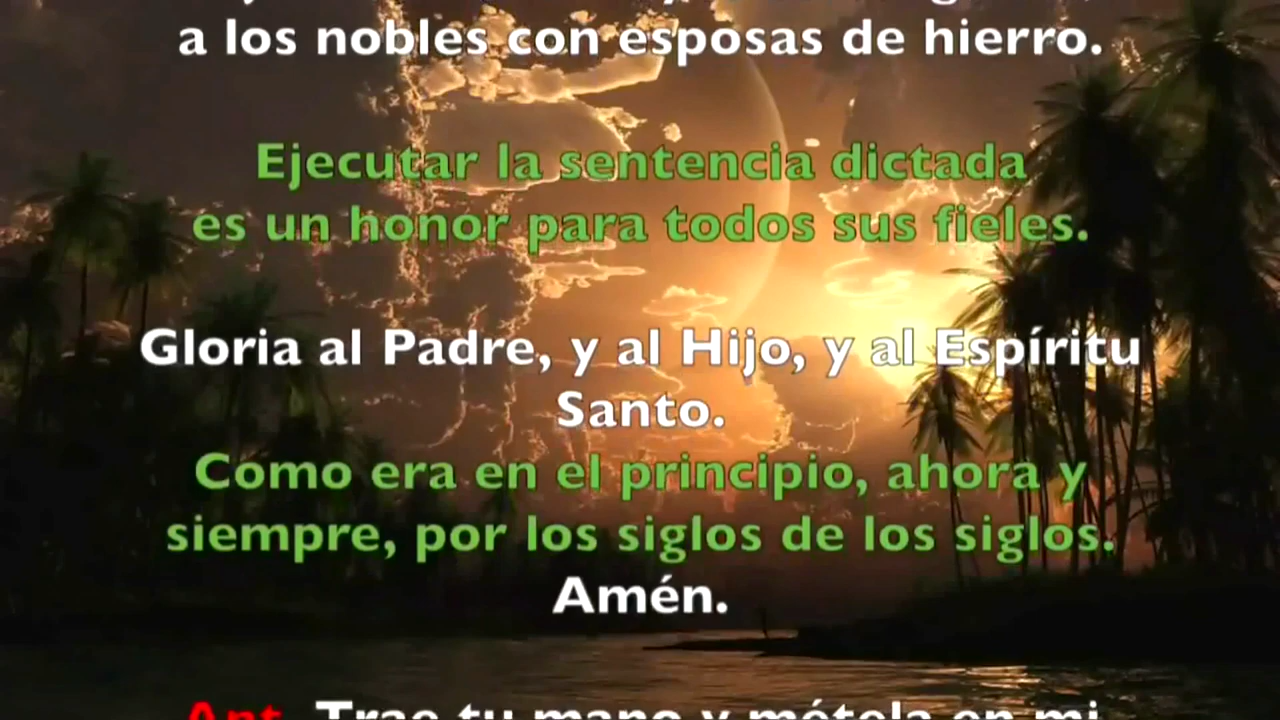 a los nobles con esposas de hierro.
Ejecutar la sentencia dictada
es un honor para todos sus fieles.
Gloria al Padre, y al Hijo, y al Espíritu
Santo.
Como era en el principio, ahora y
siempre, por los siglos de los siglos.
Amén.
Ant. Trae tu mano y métela en mi